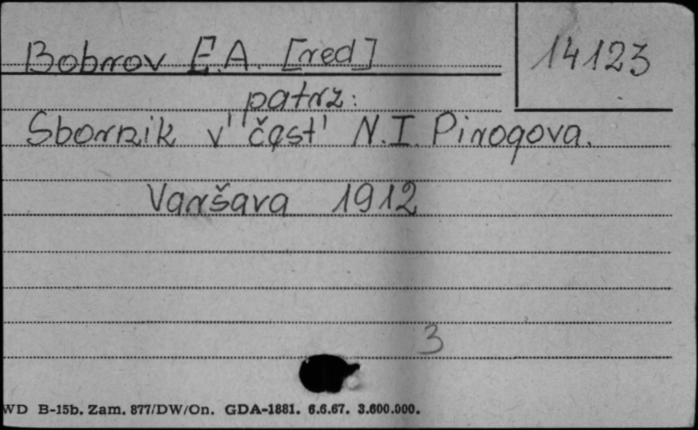 Bobrov E.A. [red]
14123
patrz:
Sbornik v' čest' N.I. Pirogova.
Varšava 1912
3
WD B-15b. Zam. 877/DW/On. GDA-1881. 6.6.67. 3.600.000.